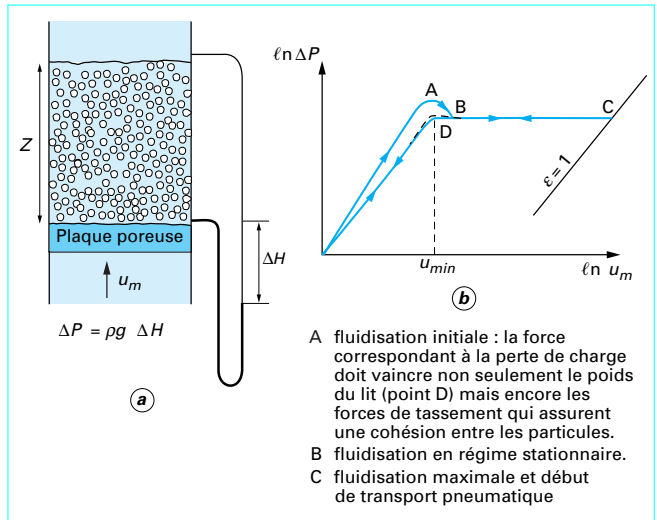 Z
Plaque poreuse
u_m
ΔH
ΔP = ρg ΔH
a
ℓn ΔP
A
B
C
D
ε = 1
u_min
ℓn u_m
b
A fluidisation initiale : la force
correspondant à la perte de charge
doit vaincre non seulement le poids
du lit (point D) mais encore les
forces de tassement qui assurent
une cohésion entre les particules.
B fluidisation en régime stationnaire.
C fluidisation maximale et début
de transport pneumatique